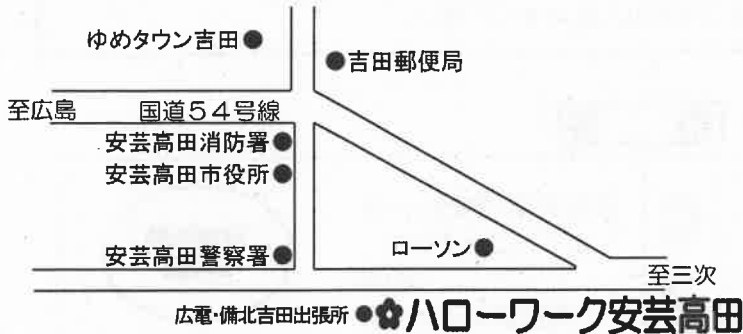 ゆめタウン吉田
吉田郵便局
至広島
国道54号線
安芸高田消防署
安芸高田市役所
安芸高田警察署
ローソン
至三次
広電・備北吉田出張所
ハローワーク安芸高田